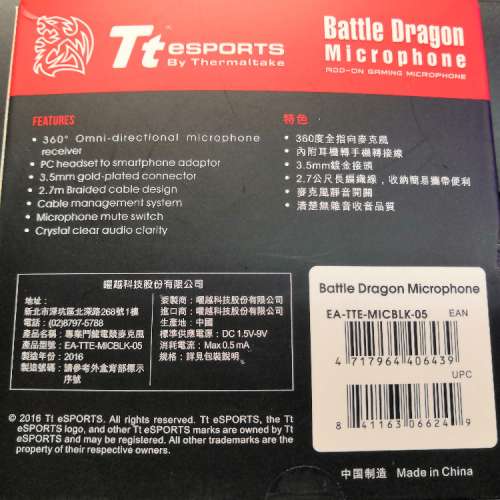 Tt eSPORTS
By Thermaltake
Battle Dragon
Microphone
ADD-ON GAMING MICROPHONE
FEATURES
• 360° Omni-directional microphone
receiver
• PC headset to smartphone adaptor
• 3.5mm gold-plated connector
• 2.7m Braided cable design
• Cable management system
• Microphone mute switch
• Crystal clear audio clarity
特色
• 360度全指向麥克風
• 內附耳機轉手機轉接線
• 3.5mm鍍金接頭
• 2.7公尺長編織線，收納簡易攜帶便利
• 麥克風靜音開關
• 清楚無雜音收音品質
曜越科技股份有限公司
地址：
新北市深坑區北深路268號1樓
電話：(02)8797-5788
產品名稱：專業鬥龍電競麥克風
產品型號：EA-TTE-MICBLK-05
製造年份：2016
製造號碼：請參考外盒背部標示
序號
委製商：曜越科技股份有限公司
進口商：曜越科技股份有限公司
生產地：中國
標準供應電源：DC 1.5V-9V
消耗電流：Max 0.5 mA
規格：詳見包裝說明
Battle Dragon Microphone
EA-TTE-MICBLK-05 EAN
4 717964 406439
UPC
8 41163 06624 9
© 2016 Tt eSPORTS. All rights reserved. Tt eSPORTS, the Tt
eSPORTS logo, and other Tt eSPORTS marks are owned by Tt
eSPORTS and may be registered. All other trademarks are the
property of their respective owners.
中国制造 Made in China